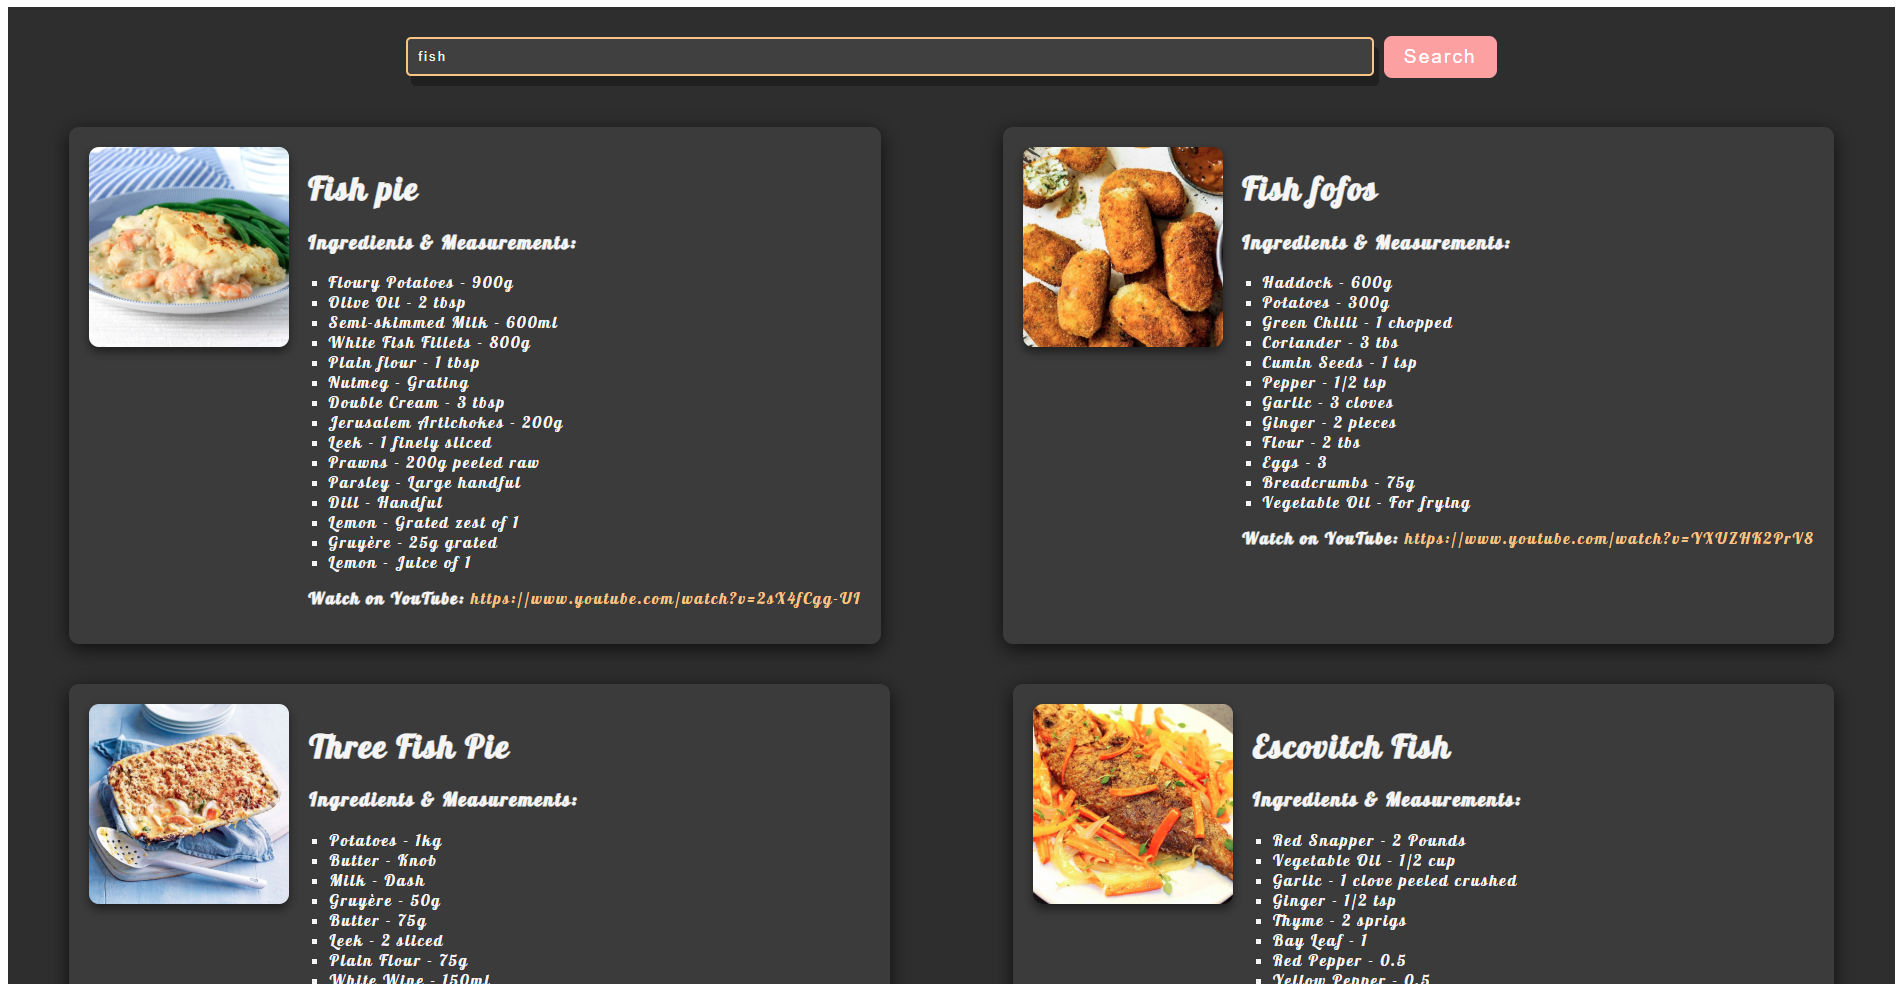 fish
Search
Fish pie
Ingredients & Measurements:
Floury Potatoes - 900g
Olive Oil - 2 tbsp
Semi-skimmed Milk - 600ml
White Fish Fillets - 800g
Plain flour - 1 tbsp
Nutmeg - Grating
Double Cream - 3 tbsp
Jerusalem Artichokes - 200g
Leek - 1 finely sliced
Prawns - 200g peeled raw
Parsley - Large handful
Dill - Handful
Lemon - Grated zest of 1
Gruyère - 25g grated
Lemon - Juice of 1
Watch on YouTube: https://www.youtube.com/watch?v=2sX4fCgg-UI
Fish fofos
Ingredients & Measurements:
Haddock - 600g
Potatoes - 300g
Green Chilli - 1 chopped
Coriander - 3 tbs
Cumin Seeds - 1 tsp
Pepper - 1/2 tsp
Garlic - 3 cloves
Ginger - 2 pieces
Flour - 2 tbs
Eggs - 3
Breadcrumbs - 75g
Vegetable Oil - For frying
Watch on YouTube: https://www.youtube.com/watch?v=YXUZHK2PrV8
Three Fish Pie
Ingredients & Measurements:
Potatoes - 1kg
Butter - Knob
Milk - Dash
Gruyère - 50g
Butter - 75g
Leek - 2 sliced
Plain Flour - 75g
White Wine - 150ml
Escovitch Fish
Ingredients & Measurements:
Red Snapper - 2 Pounds
Vegetable Oil - 1/2 cup
Garlic - 1 clove peeled crushed
Ginger - 1/2 tsp
Thyme - 2 sprigs
Bay Leaf - 1
Red Pepper - 0.5
Yellow Pepper - 0.5